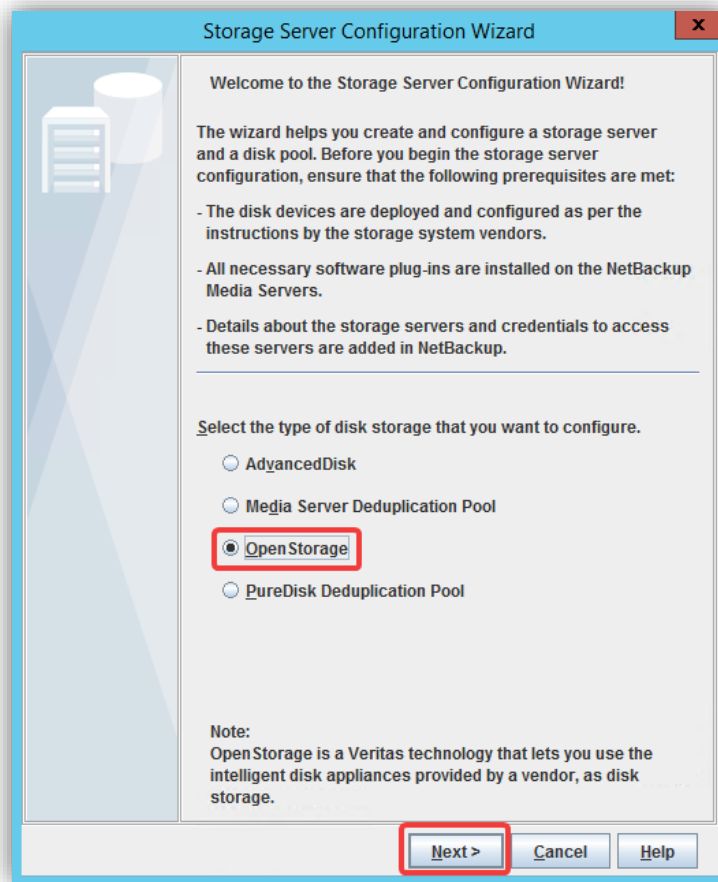 Storage Server Configuration Wizard
x
Welcome to the Storage Server Configuration Wizard!
The wizard helps you create and configure a storage server
and a disk pool. Before you begin the storage server
configuration, ensure that the following prerequisites are met:
- The disk devices are deployed and configured as per the
instructions by the storage system vendors.
- All necessary software plug-ins are installed on the NetBackup
Media Servers.
- Details about the storage servers and credentials to access
these servers are added in NetBackup.
Select the type of disk storage that you want to configure.
AdvancedDisk
Media Server Deduplication Pool
OpenStorage
PureDisk Deduplication Pool
Note:
OpenStorage is a Veritas technology that lets you use the
intelligent disk appliances provided by a vendor, as disk
storage.
Next >
Cancel
Help